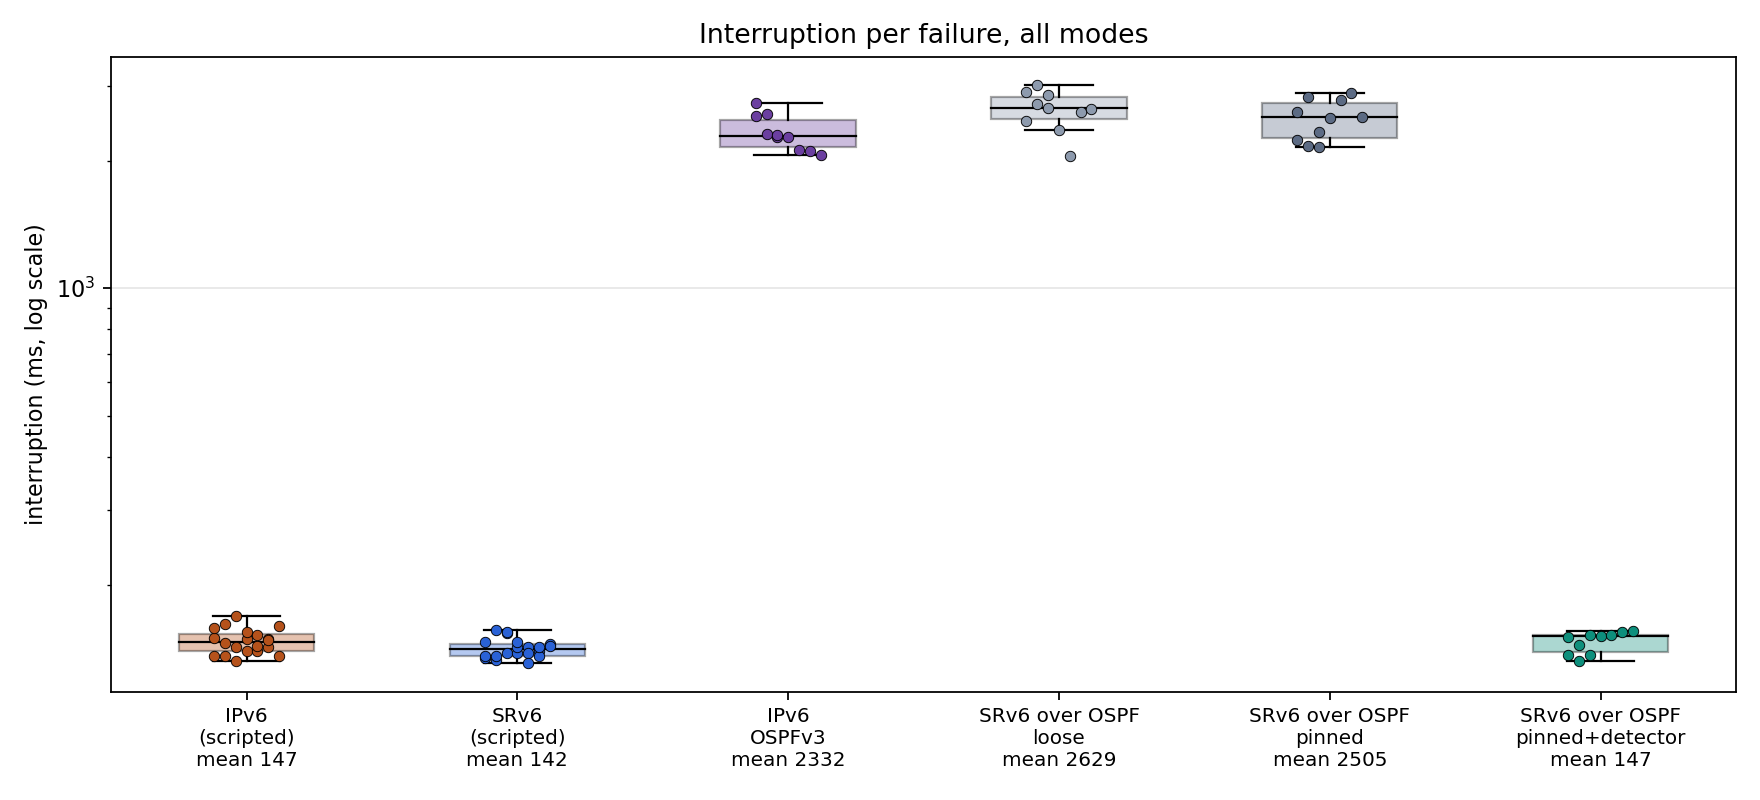 Interruption per failure, all modes
interruption (ms, log scale)
10³
IPv6
(scripted)
mean 147
SRv6
(scripted)
mean 142
IPv6
OSPFv3
mean 2332
SRv6 over OSPF
loose
mean 2629
SRv6 over OSPF
pinned
mean 2505
SRv6 over OSPF
pinned+detector
mean 147